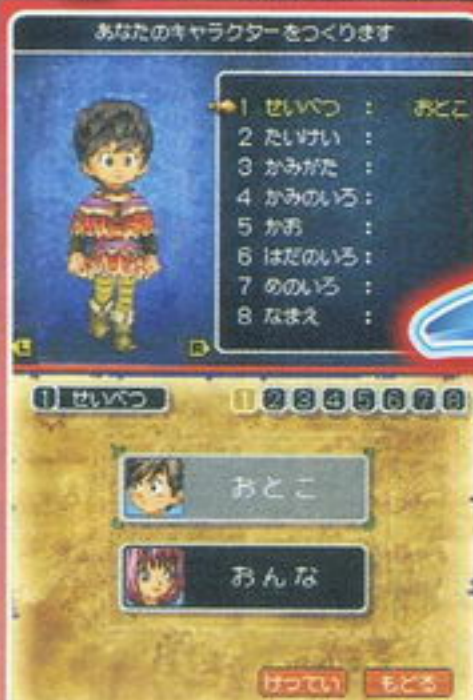 あなたのキャラクターをつくります
1 せいべつ : おとこ
2 たいけい :
3 かみがた :
4 かみのいろ :
5 かお :
6 はだのいろ :
7 めのいろ :
8 なまえ :
L R
1 せいべつ 1 2 3 4 5 6 7 8
おとこ
おんな
けってい もどる